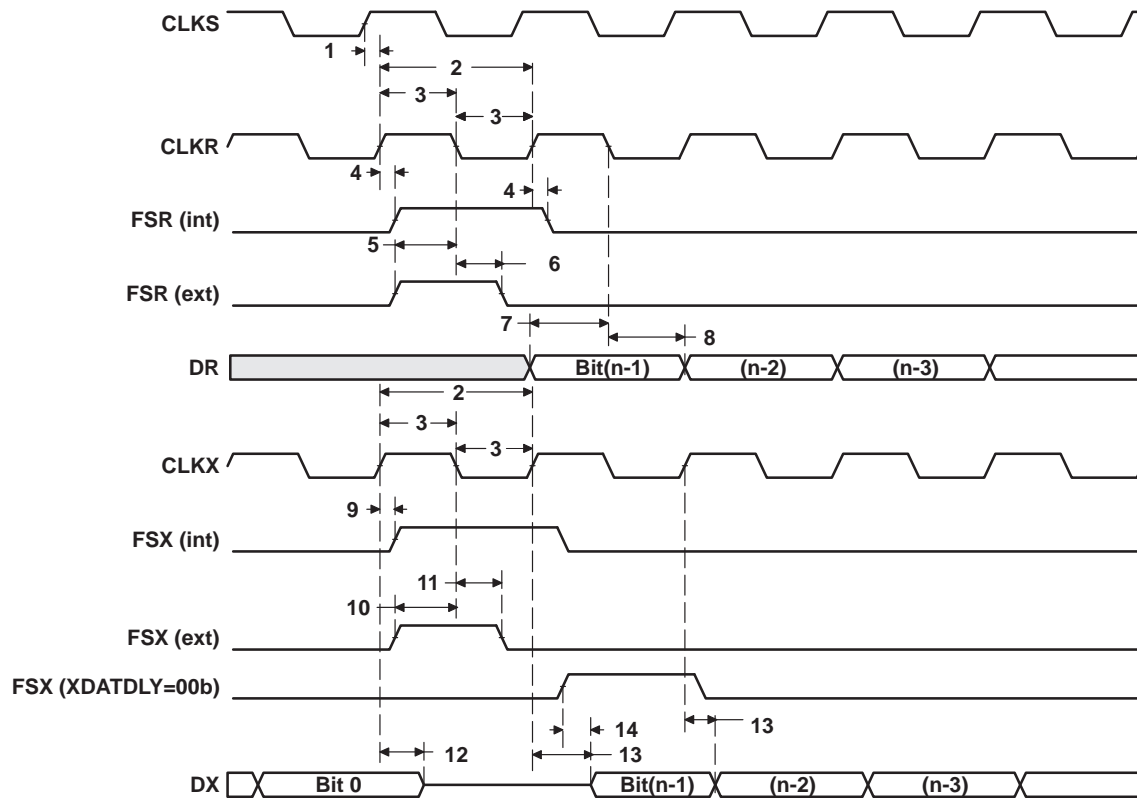 CLKS
1
2
3
3
CLKR
4
4
FSR (int)
5
6
FSR (ext)
7
8
DR
Bit(n-1)
(n-2)
(n-3)
2
3
3
CLKX
9
FSX (int)
11
10
FSX (ext)
FSX (XDATDLY=00b)
14
13
12
13
DX
Bit 0
Bit(n-1)
(n-2)
(n-3)